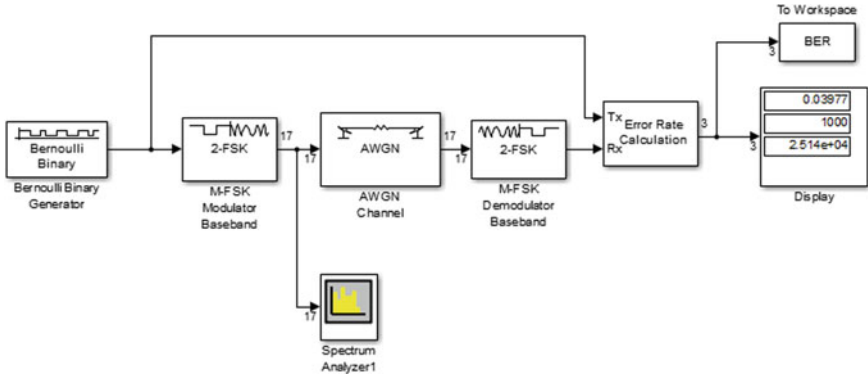 To Workspace
BER
3
0.03977
1000
2.514e+04
3
Display
Tx
Rx
Error Rate
Calculation
3
Bernoulli
Binary
Bernoulli Binary
Generator
2-FSK
17
M-FSK
Modulator
Baseband
17
AWGN
17
AWGN
Channel
17
2-FSK
M-FSK
Demodulator
Baseband
17
Spectrum
Analyzer1